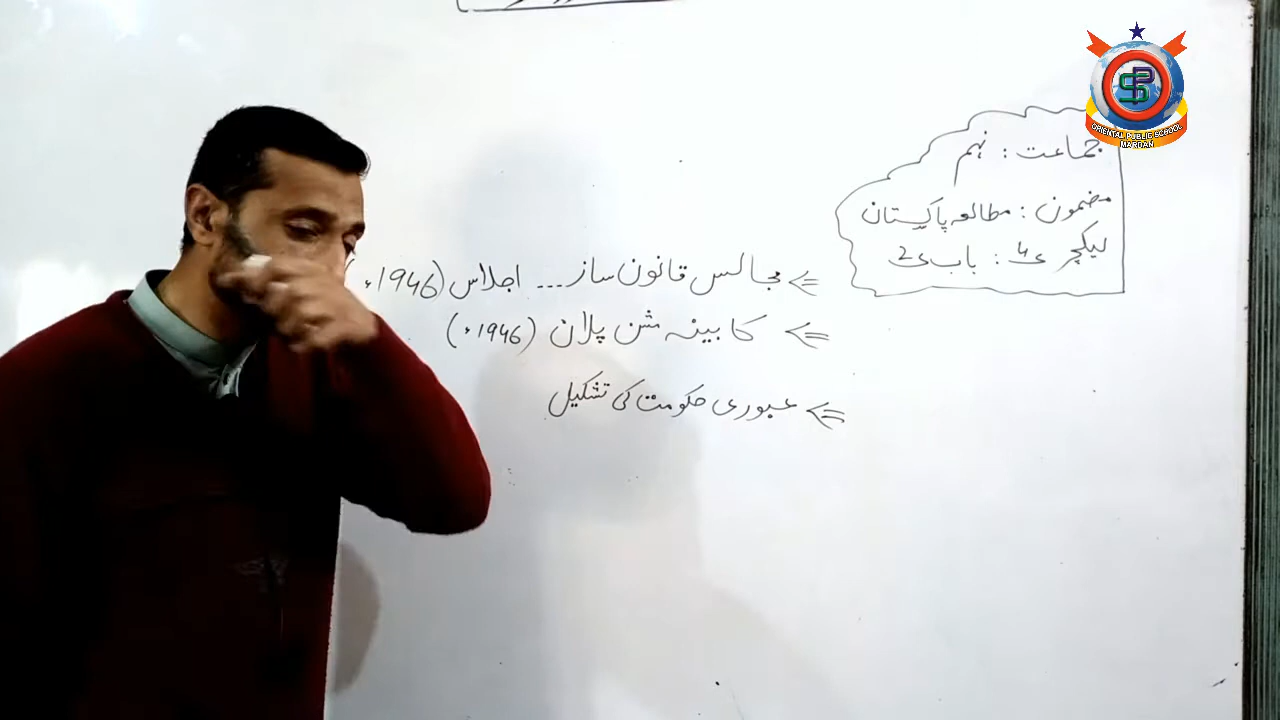 ORIENTAL PUBLIC SCHOOL
MARDAN
جماعت : نہم
مضمون : مطالعہ پاکستان
لیکچر ؏ 4 : باب ؏ 2
مجالس قانون ساز ... اجلاس (1946ء)
کابینہ مشن پلان (1946ء)
عبوری حکومت کی تشکیل